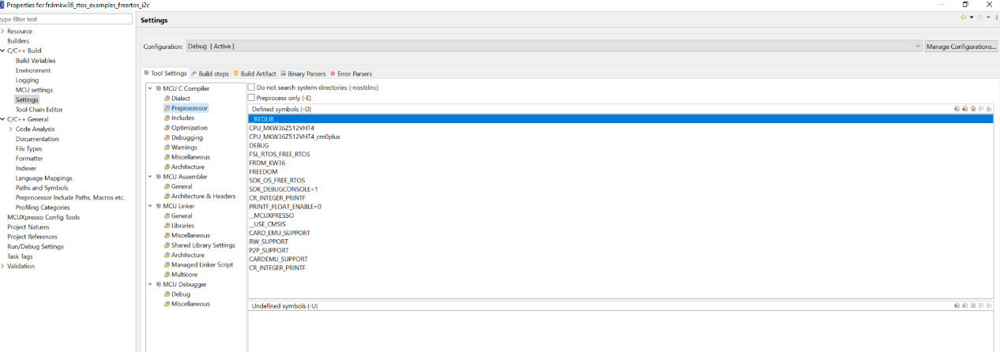 Properties for frdmkw36_rtos_examples_freertos_i2c
type filter text
Resource
Builders
C/C++ Build
Build Variables
Environment
Logging
MCU settings
Settings
Tool Chain Editor
C/C++ General
Code Analysis
Documentation
File Types
Formatter
Indexer
Language Mappings
Paths and Symbols
Preprocessor Include Paths, Macros etc.
Profiling Categories
MCUXpresso Config Tools
Project Natures
Project References
Run/Debug Settings
Task Tags
Validation
Settings
Configuration: Debug [ Active ]
Manage Configurations...
Tool Settings Build steps Build Artifact Binary Parsers Error Parsers
MCU C Compiler
Dialect
Preprocessor
Includes
Optimization
Debugging
Warnings
Miscellaneous
Architecture
MCU Assembler
General
Architecture & Headers
MCU Linker
General
Libraries
Miscellaneous
Shared Library Settings
Architecture
Managed Linker Script
Multicore
MCU Debugger
Debug
Miscellaneous
Do not search system directories (-nostdinc)
Preprocess only (-E)
Defined symbols (-D)
__REDLIB__
CPU_MKW36Z512VHT4
CPU_MKW36Z512VHT4_cm0plus
DEBUG
FSL_RTOS_FREE_RTOS
FRDM_KW36
FREEDOM
SDK_OS_FREE_RTOS
SDK_DEBUGCONSOLE=1
CR_INTEGER_PRINTF
PRINTF_FLOAT_ENABLE=0
__MCUXPRESSO
__USE_CMSIS
CARD_EMU_SUPPORT
RW_SUPPORT
P2P_SUPPORT
CARDEMU_SUPPORT
CR_INTEGER_PRINTF
Undefined symbols (-U)